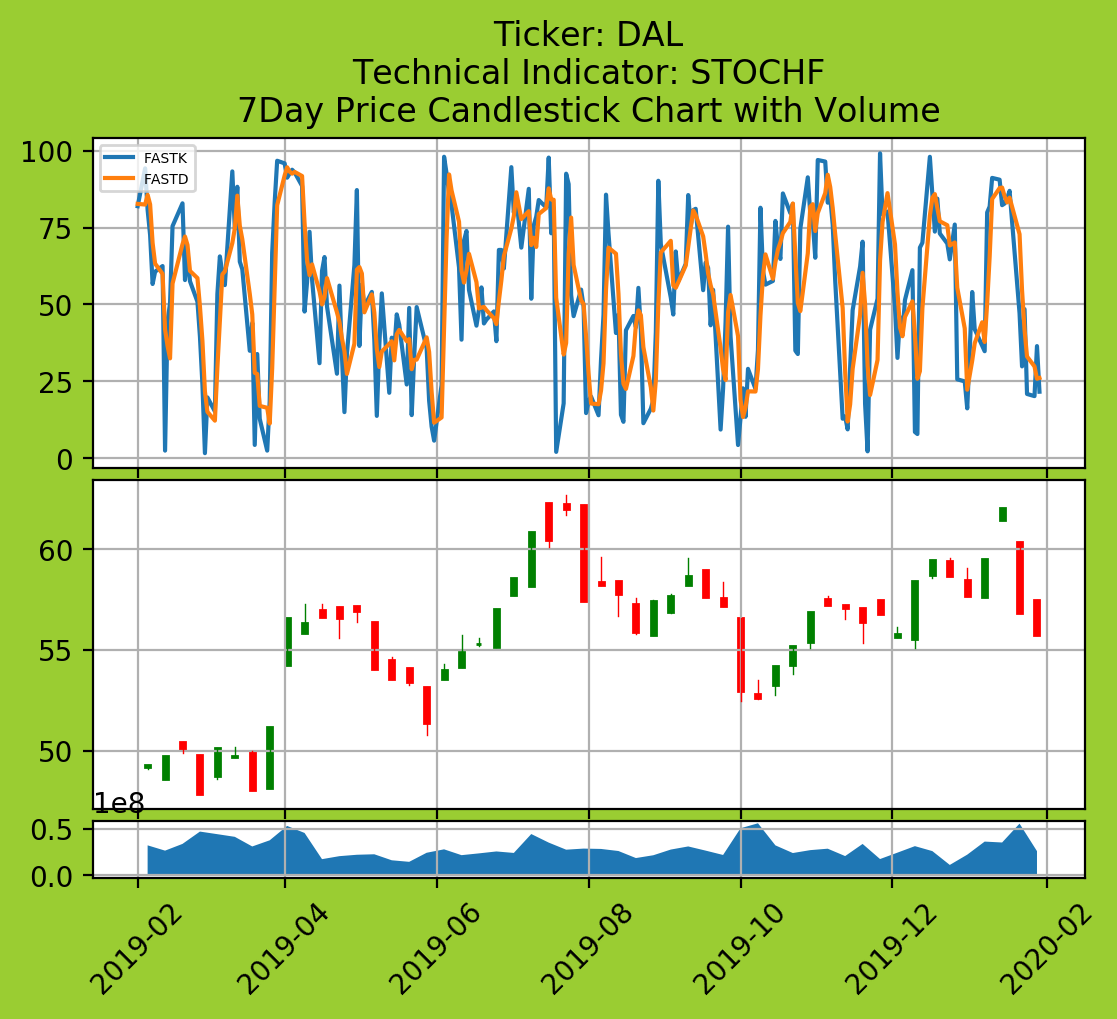 Ticker: DAL
Technical Indicator: STOCHF
7Day Price Candlestick Chart with Volume
100
75
50
25
0
FASTK
FASTD
60
55
50
1e8
0.5
0.0
2019-02
2019-04
2019-06
2019-08
2019-10
2019-12
2020-02